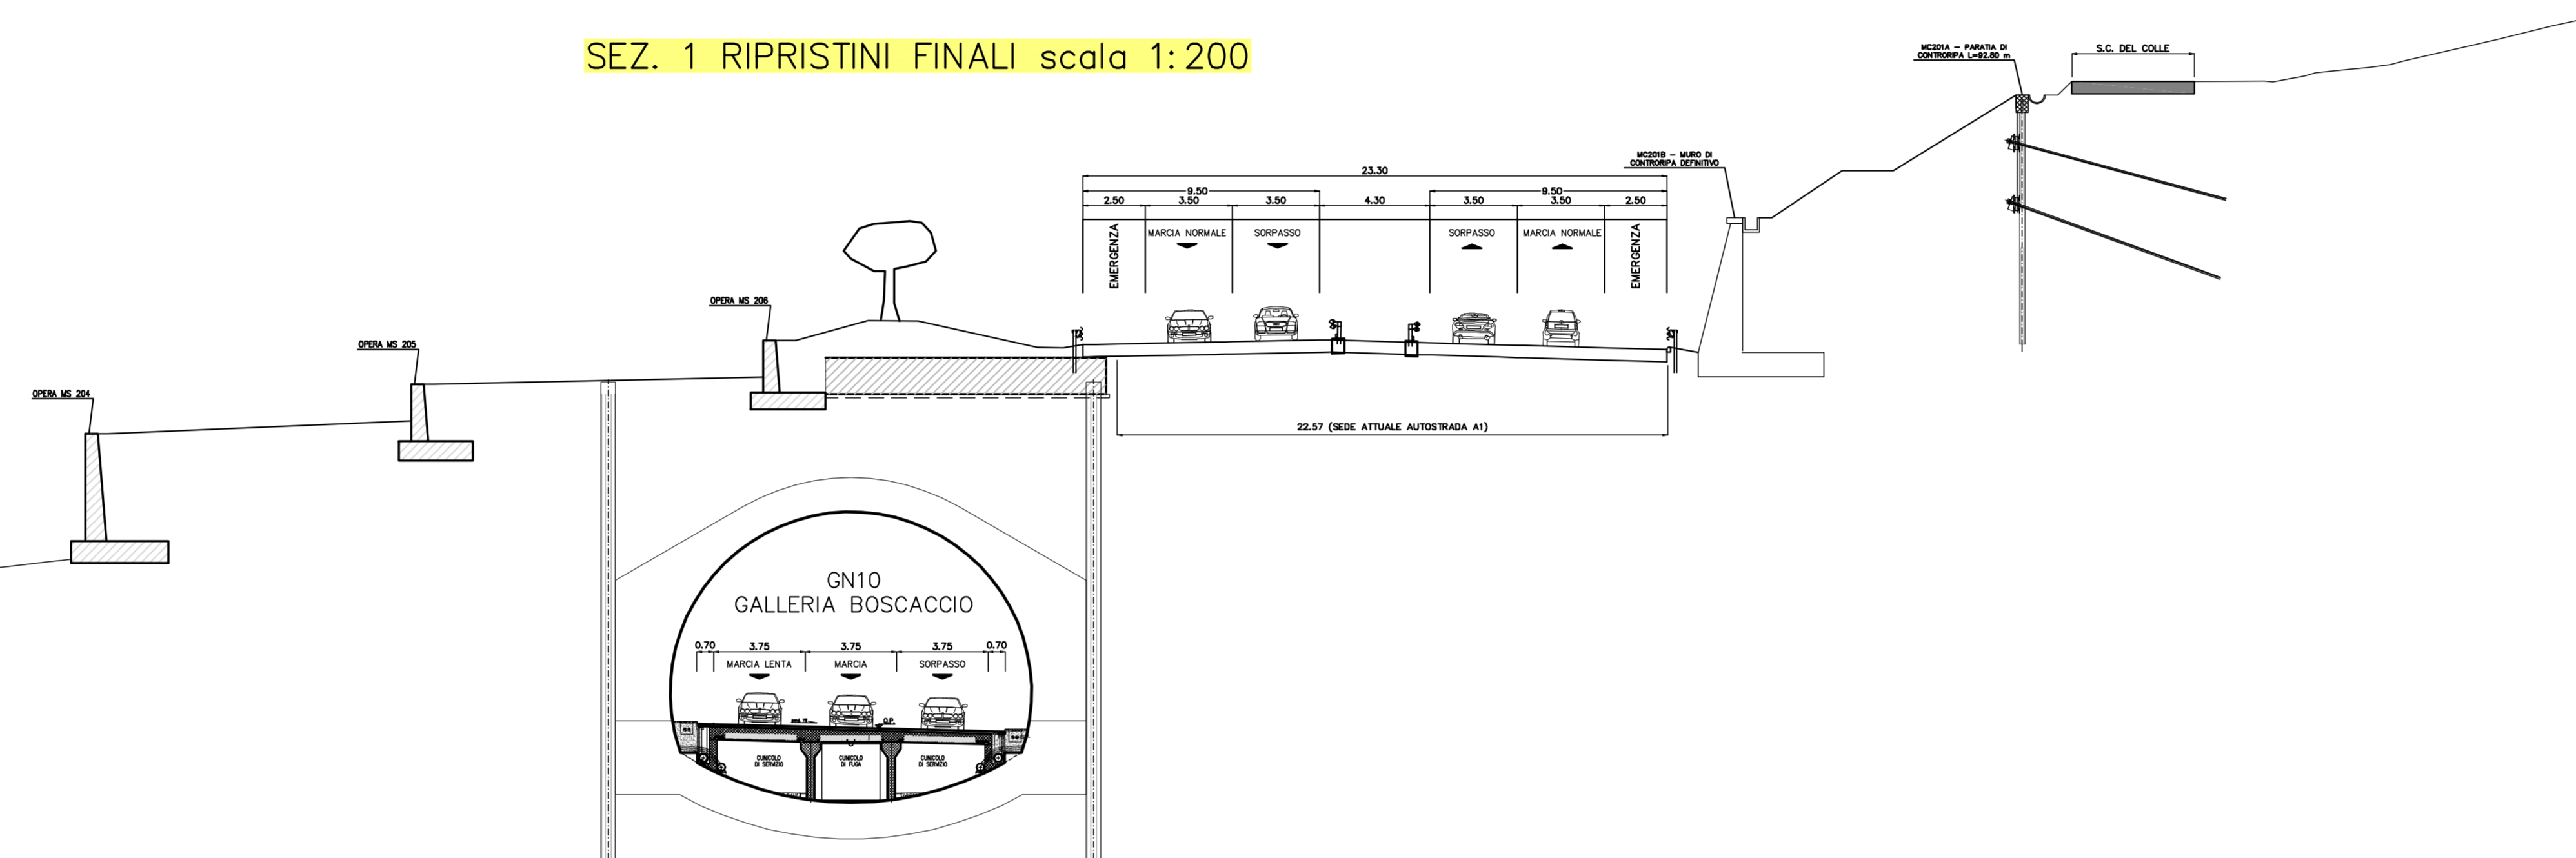 SEZ. 1 RIPRISTINI FINALI scala 1:200
MC201A - PARATIA DI
CONTRORIPA L=92.80 m
S.C. DEL COLLE
MC201B - MURO DI
CONTRORIPA DEFINITIVO
23.30
9.50 9.50
2.50 3.50 3.50 4.30 3.50 3.50 2.50
EMERGENZA MARCIA NORMALE SORPASSO SORPASSO MARCIA NORMALE EMERGENZA
OPERA MS 206
OPERA MS 205
OPERA MS 204
22.57 (SEDE ATTUALE AUTOSTRADA A1)
GN10
GALLERIA BOSCACCIO
0.70 3.75 3.75 3.75 0.70
MARCIA LENTA MARCIA SORPASSO
Q.P.
CUNICOLO
DI SERVIZIO
CUNICOLO
DI FUGA
CUNICOLO
DI SERVIZIO